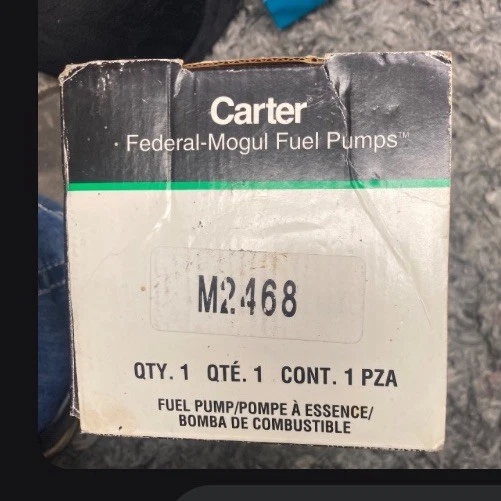 Carter
Federal-Mogul Fuel Pumps™
M2468
QTY. 1 QTÉ. 1 CONT. 1 PZA
FUEL PUMP/POMPE À ESSENCE/
BOMBA DE COMBUSTIBLE